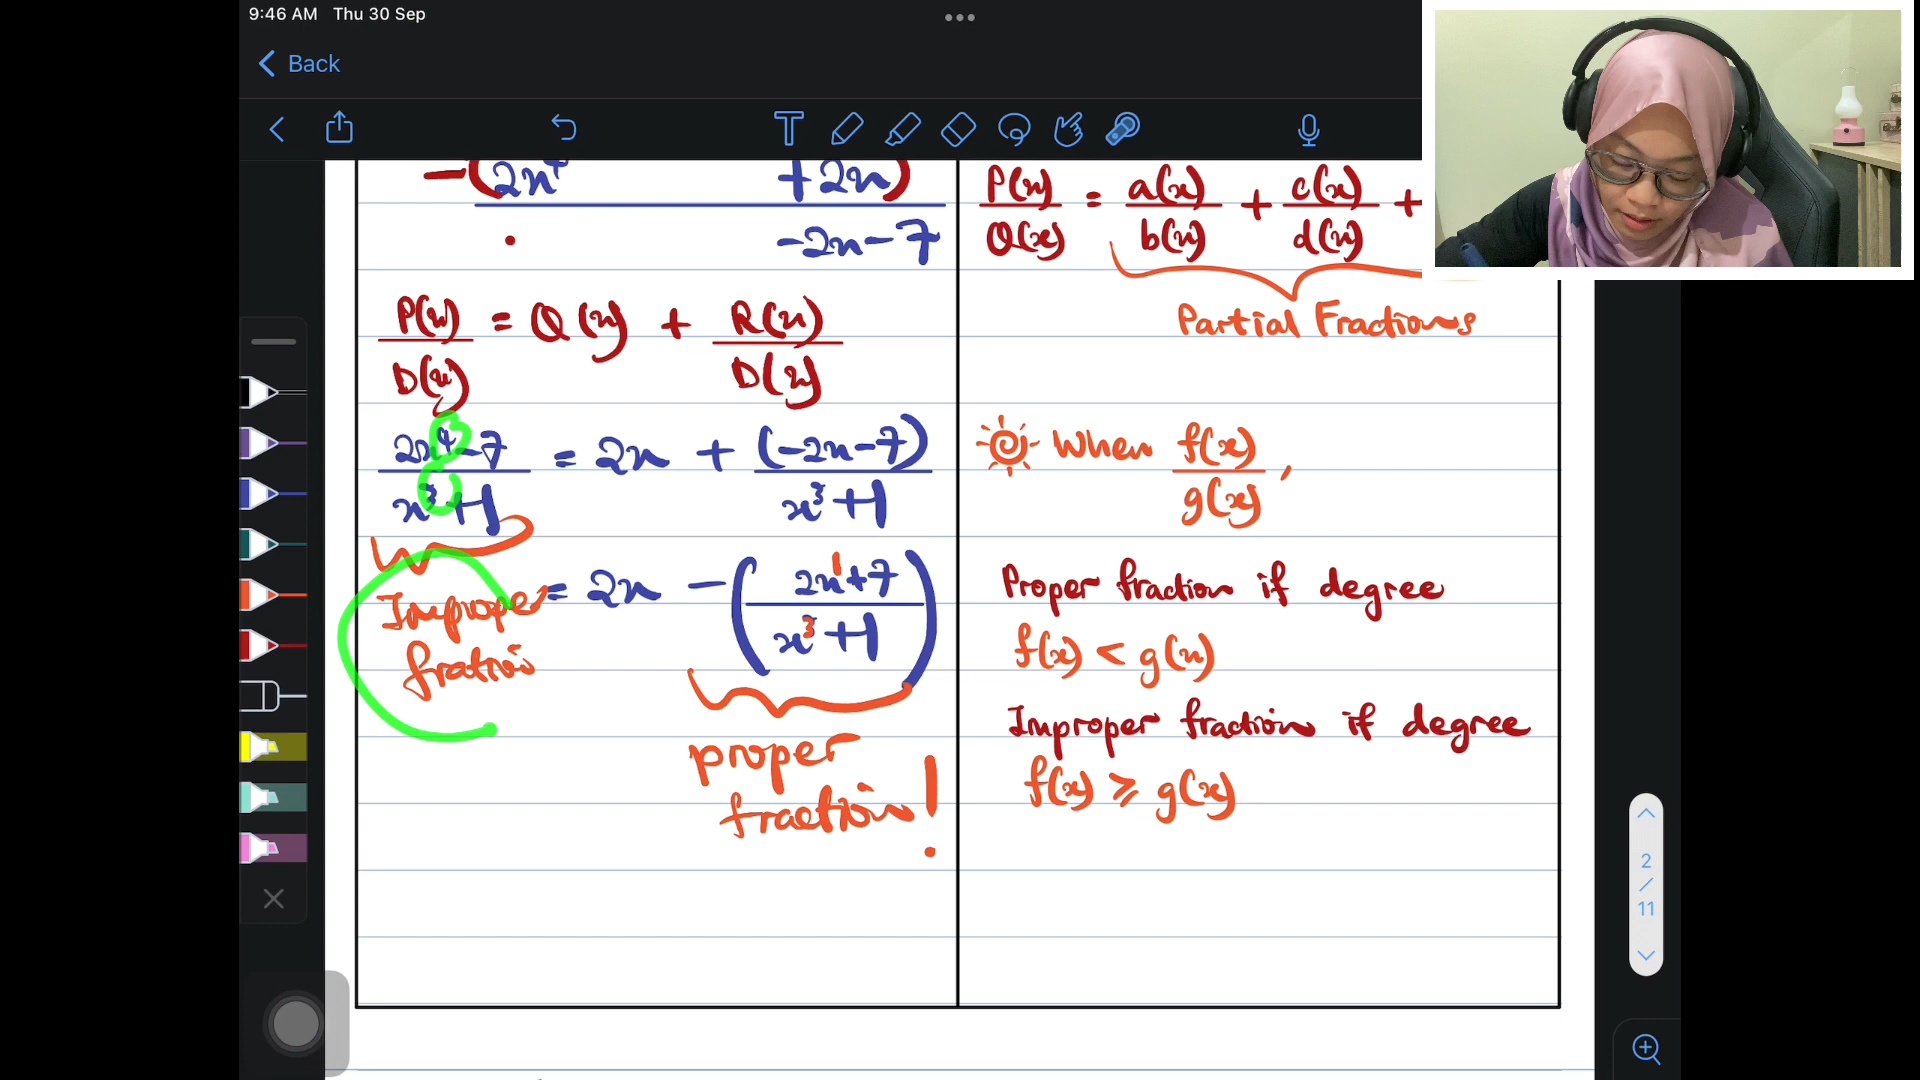 9:46 AM Thu 30 Sep
Back
T
-(2x⁴ +2x)
-2x-7
P(x)/D(x) = Q(x) + R(x)/D(x)
2x⁴-7/x³+1 = 2x + (-2x-7)/x³+1
= 2x - (2x¹+7/x³+1)
Improper
fration
proper
fraction!
P(x)/Q(x) = a(x)/b(x) + c(x)/d(x) +
Partial Fractions
When f(x)/g(x),
Proper fraction if degree
f(x) < g(x)
Improper fraction if degree
f(x) ⩾ g(x)
2
/
11